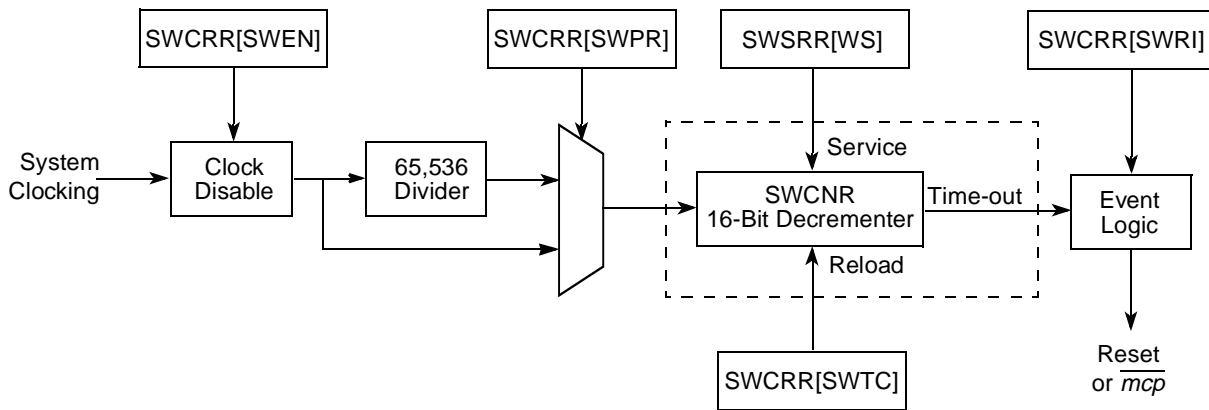 SWCRR[SWEN]
SWCRR[SWPR]
SWSRR[WS]
SWCRR[SWRI]
System
Clocking
Clock
Disable
65,536
Divider
Service
SWCNR
16-Bit Decrementer
Time-out
Event
Logic
Reload
SWCRR[SWTC]
Reset
or mcp